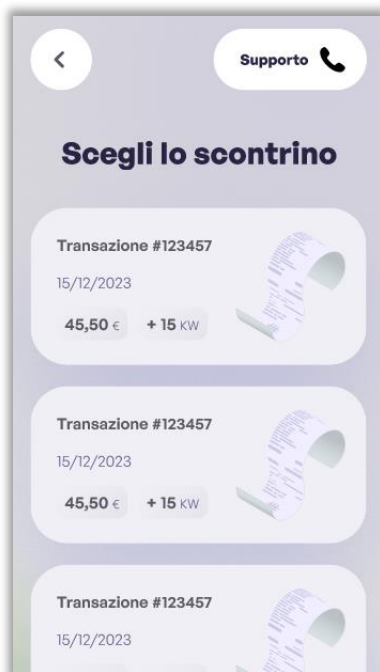 Supporto
Scegli lo scontrino
Transazione #123457
15/12/2023
45,50 € + 15 KW
Transazione #123457
15/12/2023
45,50 € + 15 KW
Transazione #123457
15/12/2023